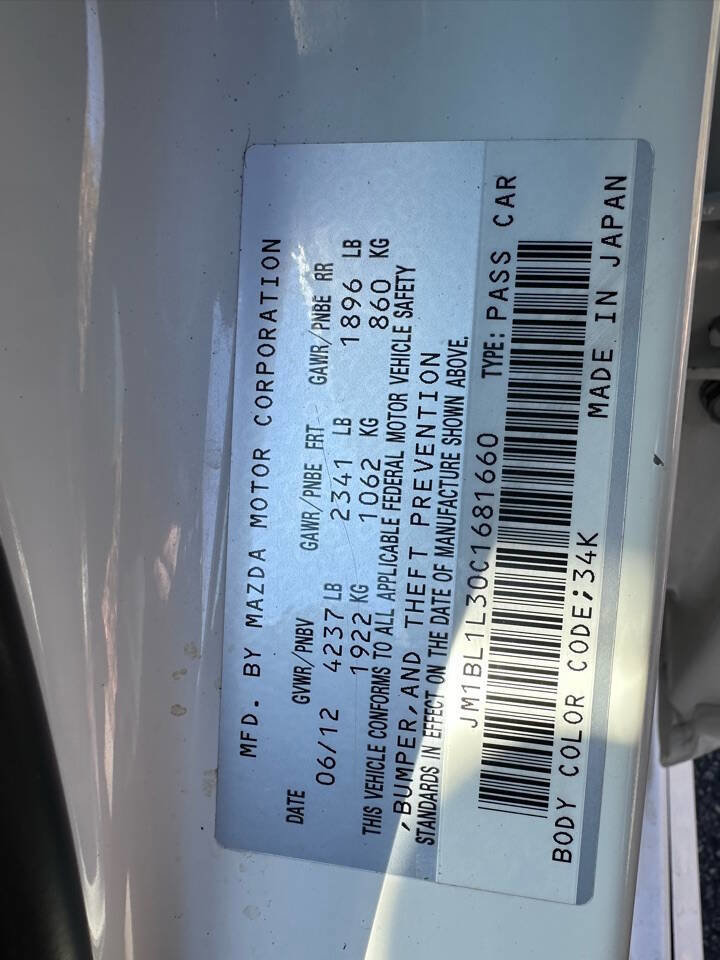 MFD. BY MAZDA MOTOR CORPORATION
DATE GVWR/PNBV GAWR/PNBE FRT GAWR/PNBE RR
06/12 4237 LB 2341 LB 1896 LB
1922 KG 1062 KG 860 KG
THIS VEHICLE CONFORMS TO ALL APPLICABLE FEDERAL MOTOR VEHICLE SAFETY
,BUMPER, AND THEFT PREVENTION
STANDARDS IN EFFECT ON THE DATE OF MANUFACTURE SHOWN ABOVE.
JM1BL1L30C1681660 TYPE: PASS CAR
BODY COLOR CODE;34K MADE IN JAPAN